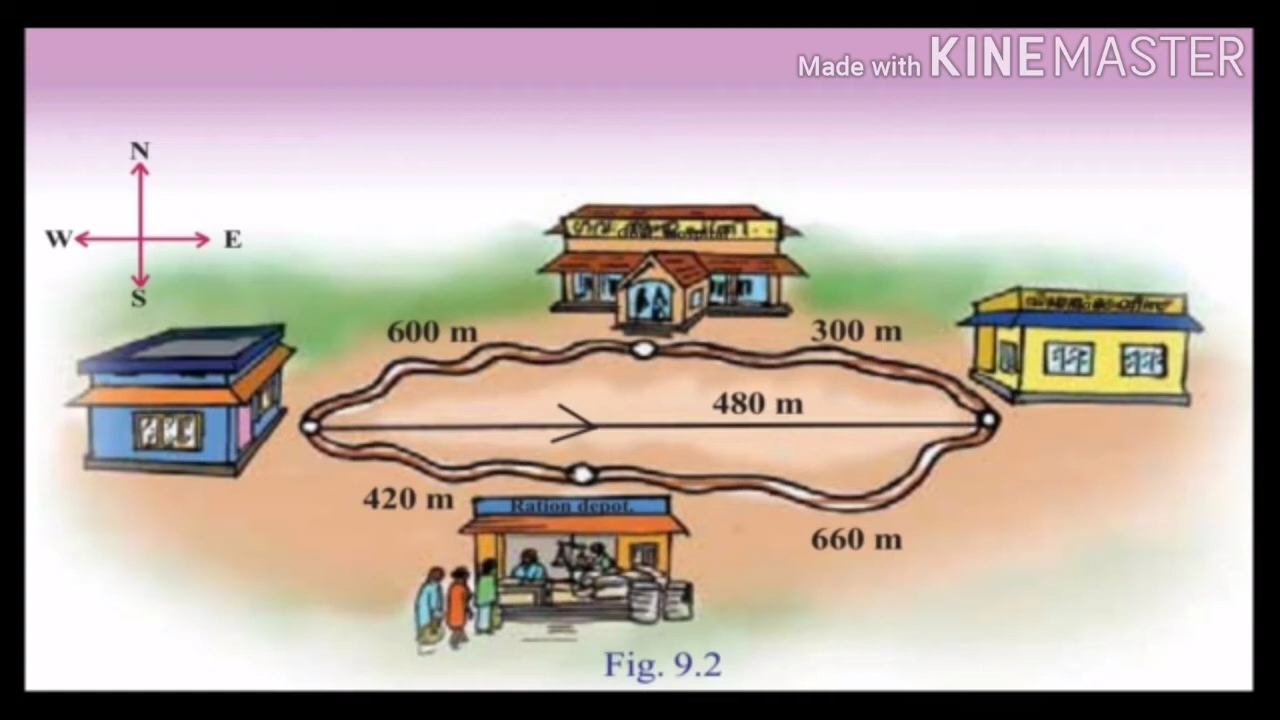 Made with KINEMASTER
N
W E
S
600 m
300 m
480 m
420 m
Ration depot.
660 m
Fig. 9.2